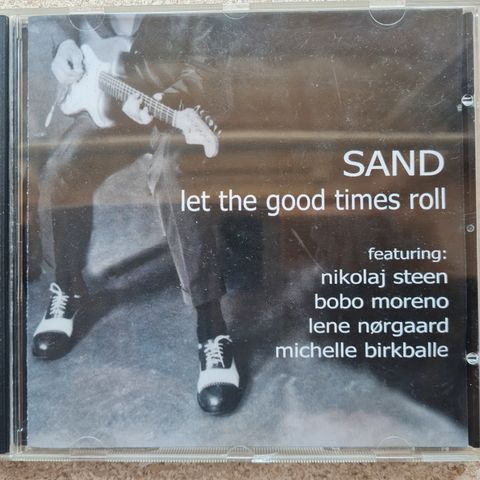 SAND
let the good times roll
featuring:
nikolaj steen
bobo moreno
lene nørgaard
michelle birkballe